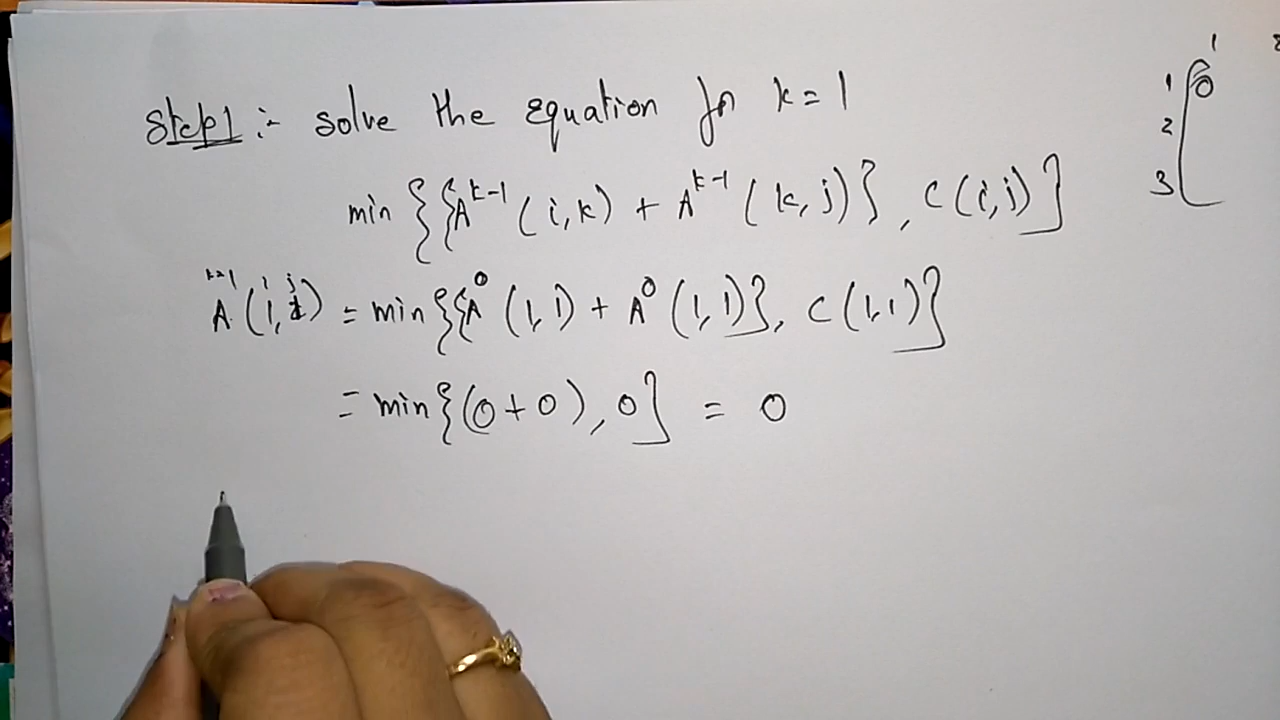 Step1 :- solve the Equation for k = 1
min { {A^k-1 (i, k) + A^k-1 (k, j)}, C(i, j) }
A (1, 1) = min{ {A^0 (1, 1) + A^0 (1, 1)}, C (1, 1) }
= min{ (0 + 0), 0 } = 0
1
1 0
2
3